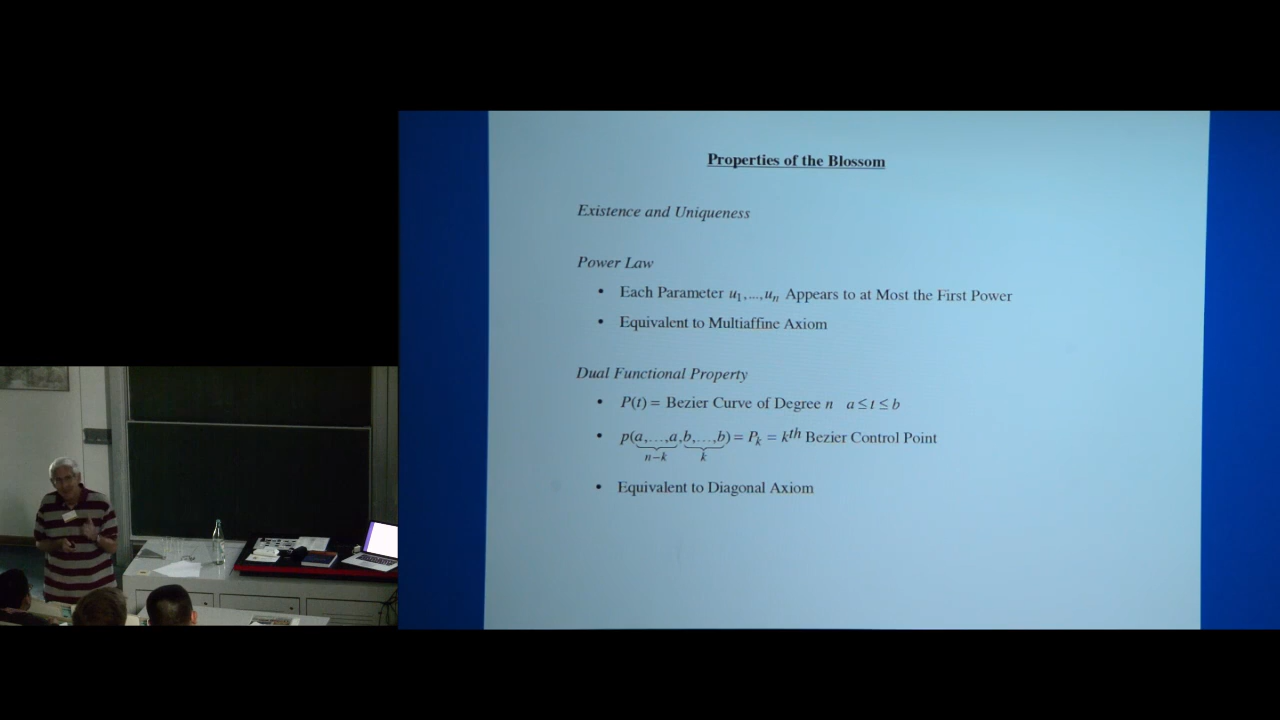 Properties of the Blossom
Existence and Uniqueness
Power Law
• Each Parameter u₁,...,uₙ Appears to at Most the First Power
• Equivalent to Multiaffine Axiom
Dual Functional Property
• P(t) = Bezier Curve of Degree n a ≤ t ≤ b
• p(a,…,a,b,…,b) = Pₖ = kᵗʰ Bezier Control Point
n−k k
• Equivalent to Diagonal Axiom